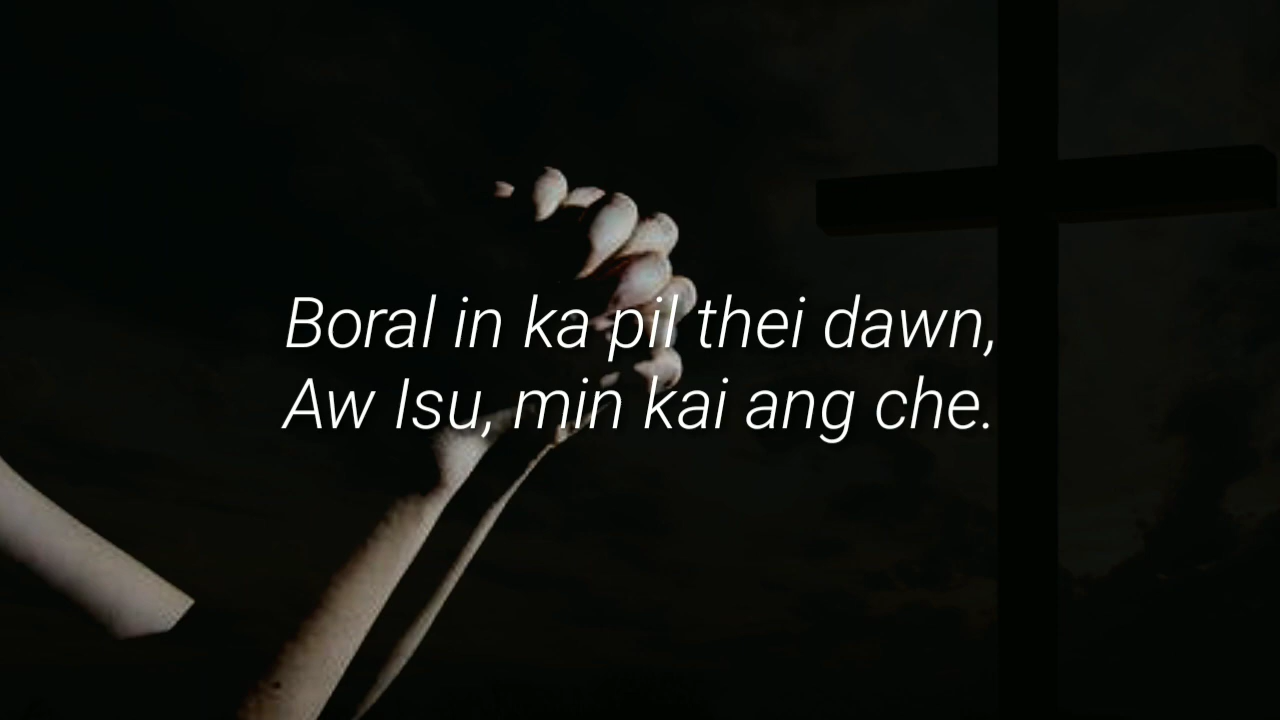 Boral in ka pil thei dawn,
Aw Isu, min kai ang che.